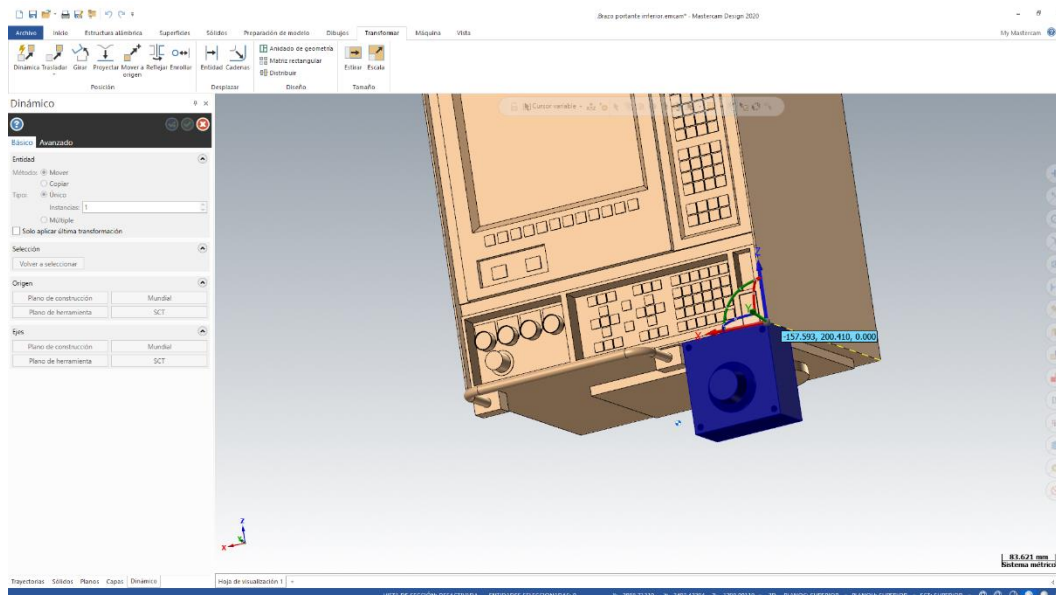 Brazo portante inferior.emcam* - Mastercam Design 2020
Archivo Inicio Estructura alámbrica Superficies Sólidos Preparación de modelo Dibujos Transformar Máquina Vista
My Mastercam
Dinámica Trasladar Girar Proyectar Mover a origen Reflejar Enrollar
Entidad Cadenas
Anidado de geometría
Matriz rectangular
Distribuir
Estirar Escala
Posición Desplazar Diseño Tamaño
Dinámico
Básico Avanzado
Cursor variable
Entidad
Método: Mover
Copiar
Tipo: Único
Instancias: 1
Múltiple
Solo aplicar última transformación
Selección
Volver a seleccionar
Origen
Plano de construcción Mundial
Plano de herramienta SCT
Ejes
Plano de construcción Mundial
Plano de herramienta SCT
Z
Y
X
-157.593, 200.410, 0.000
Z
X
83.621 mm
Sistema métrico
Trayectorias Sólidos Planos Capas Dinámico
Hoja de visualización 1